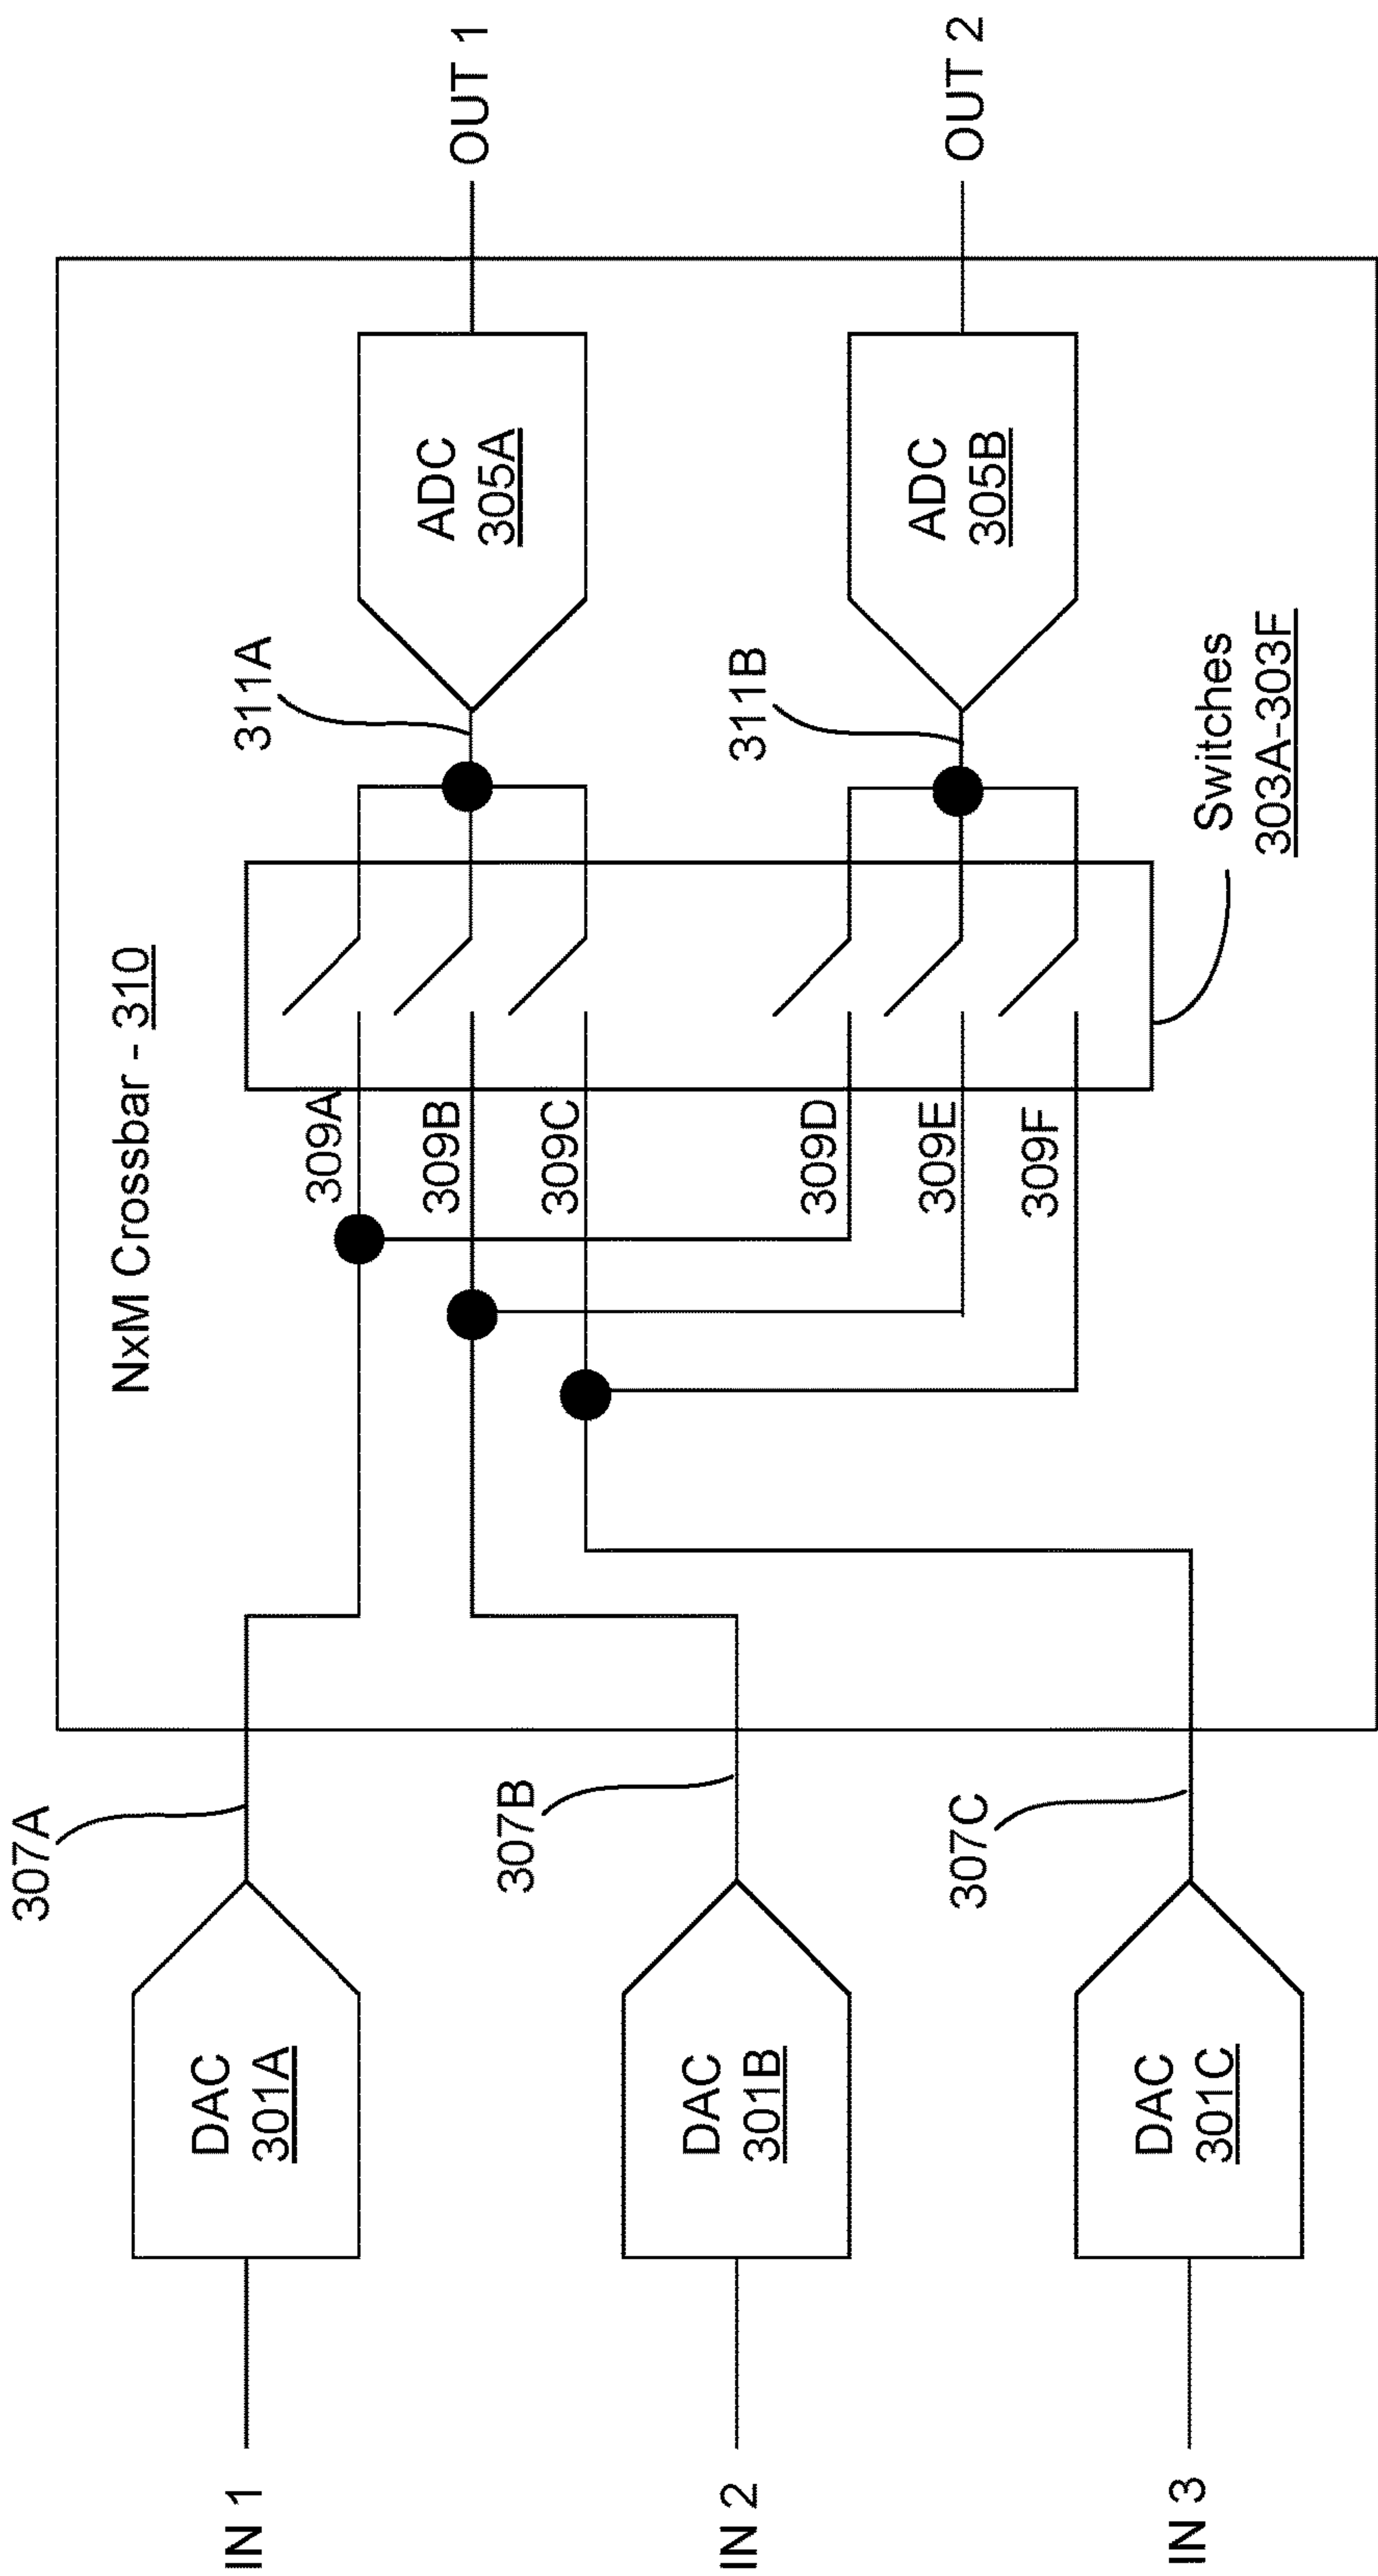 NxM Crossbar - 310
IN 1
DAC
301A
307A
309A
309B
309C
311A
ADC
305A
OUT 1
IN 2
DAC
301B
307B
309D
309E
309F
311B
ADC
305B
OUT 2
IN 3
DAC
301C
307C
Switches
303A-303F